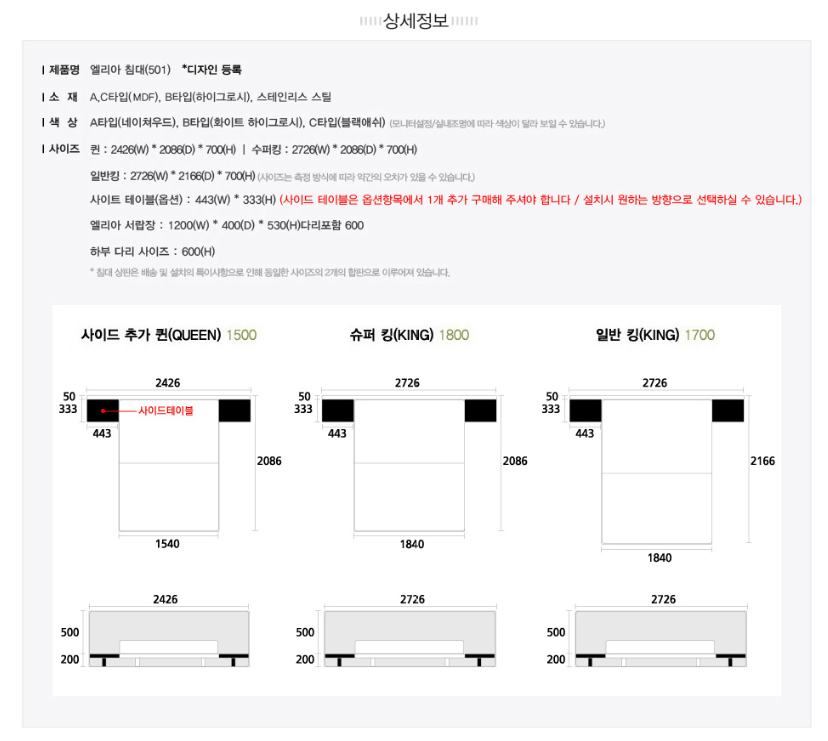 상세정보
제품명 엘리아 침대(501) *디자인 등록
소 재 A,C타입(MDF), B타입(하이그로시), 스테인리스 스틸
색 상 A타입(네이쳐우드), B타입(화이트 하이그로시), C타입(블랙애쉬) (모니터설정/실내조명에 따라 색상이 달라 보일 수 있습니다.)
사이즈 퀸 : 2426(W) * 2086(D) * 700(H) | 수퍼킹 : 2726(W) * 2086(D) * 700(H)
일반킹 : 2726(W) * 2166(D) * 700(H) (사이즈는 측정 방식에 따라 약간의 오차가 있을 수 있습니다.)
사이트 테이블(옵션) : 443(W) * 333(H) (사이드 테이블은 옵션항목에서 1개 추가 구매해 주셔야 합니다 / 설치시 원하는 방향으로 선택하실 수 있습니다.)
엘리아 서랍장 : 1200(W) * 400(D) * 530(H)다리포함 600
하부 다리 사이즈 : 600(H)
* 침대 상판은 배송 및 설치의 특이사항으로 인해 동일한 사이즈의 2개의 합판으로 이루어져 있습니다.
사이드 추가 퀸(QUEEN) 1500
2426
50
333
사이드테이블
443
2086
1540
2426
500
200
슈퍼 킹(KING) 1800
2726
50
333
443
2086
1840
2726
500
200
일반 킹(KING) 1700
2726
50
333
443
2166
1840
2726
500
200